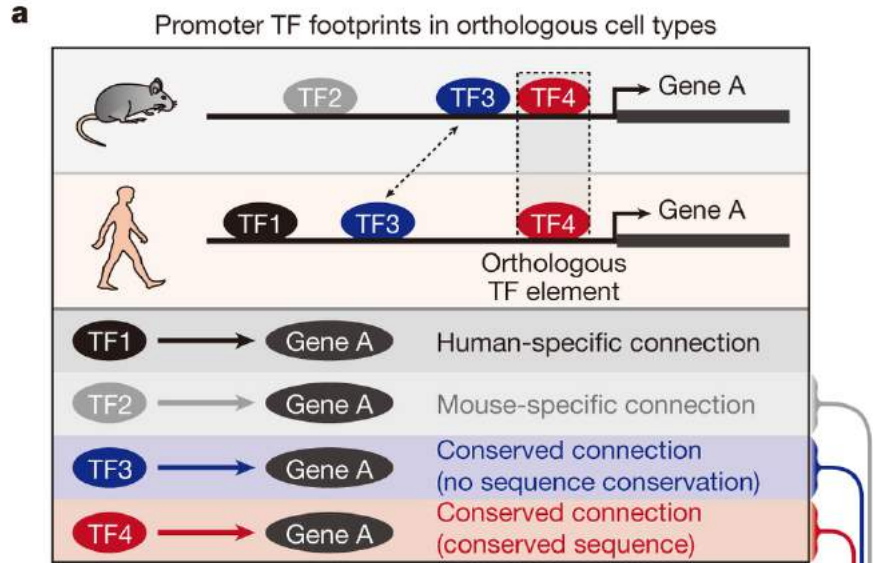 a
Promoter TF footprints in orthologous cell types
TF2 TF3 TF4 Gene A
TF1 TF3 TF4 Gene A
Orthologous
TF element
TF1 Gene A Human-specific connection
TF2 Gene A Mouse-specific connection
TF3 Gene A Conserved connection
(no sequence conservation)
TF4 Gene A Conserved connection
(conserved sequence)